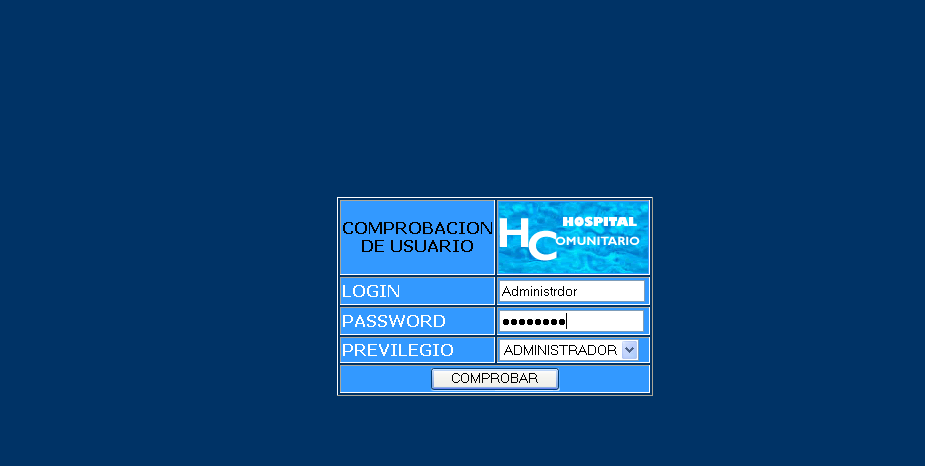 COMPROBACION
DE USUARIO
HOSPITAL
HC OMUNITARIO
LOGIN
Administrdor
PASSWORD
●●●●●●●●
PREVILEGIO
ADMINISTRADOR
COMPROBAR